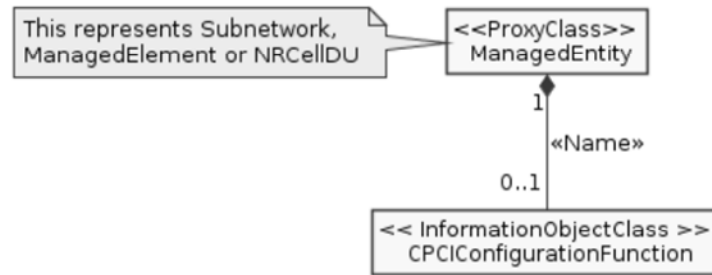 This represents Subnetwork,
ManagedElement or NRCellDU
<<ProxyClass>>
ManagedEntity
1
«Name»
0..1
<< InformationObjectClass >>
CPCIConfigurationFunction